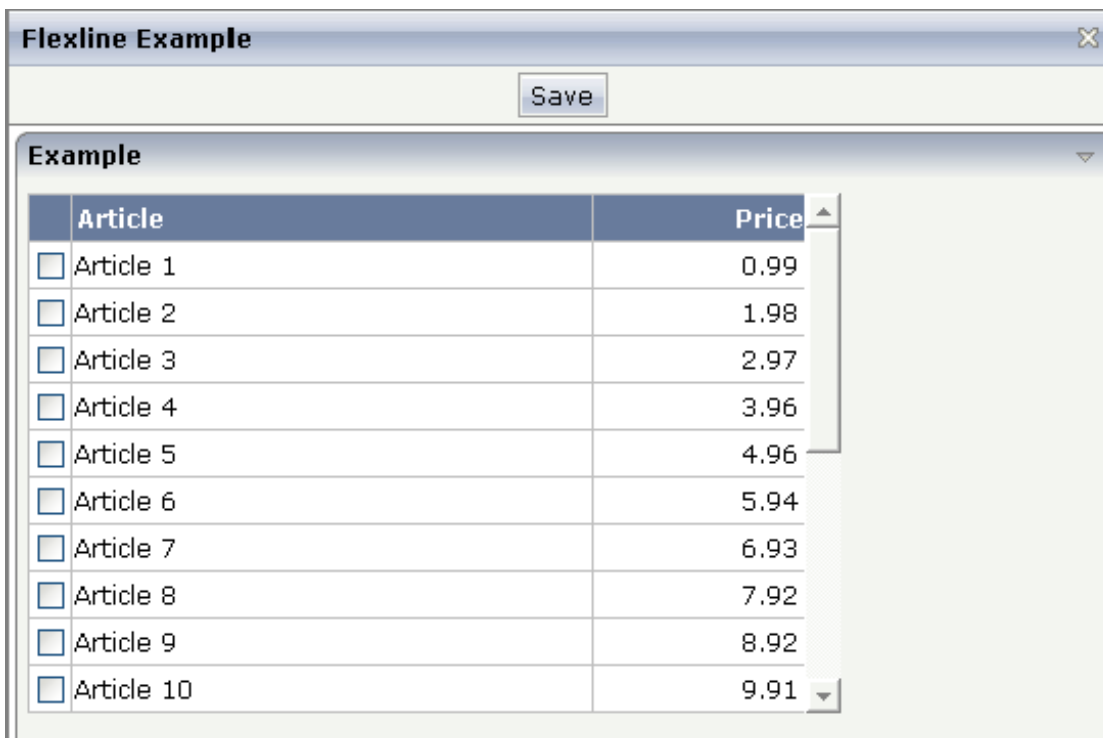 Flexline Example
Save
Example
Article Price
Article 1 0.99
Article 2 1.98
Article 3 2.97
Article 4 3.96
Article 5 4.96
Article 6 5.94
Article 7 6.93
Article 8 7.92
Article 9 8.92
Article 10 9.91